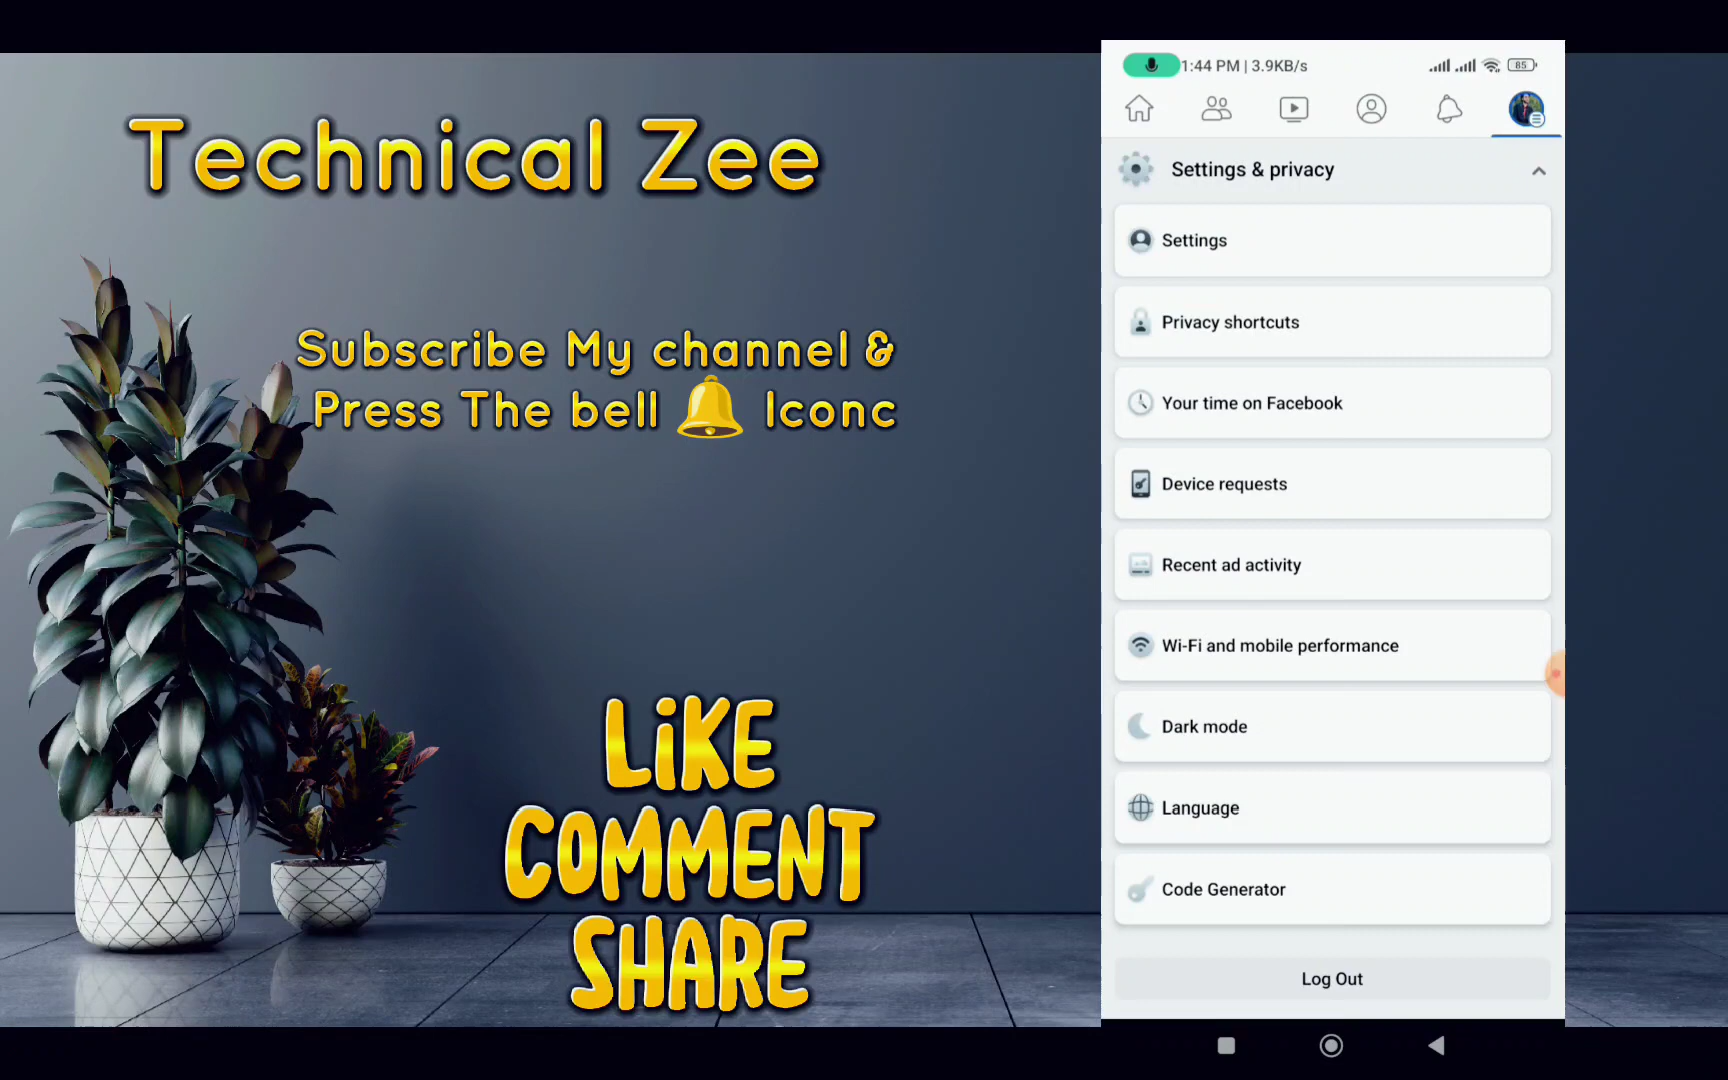 Technical Zee
Subscribe My channel &
Press The bell 🔔 Iconc
LiKE
COMMENT
SHARE
1:44 PM | 3.9KB/s
85
Settings & privacy
Settings
Privacy shortcuts
Your time on Facebook
Device requests
Recent ad activity
Wi-Fi and mobile performance
Dark mode
Language
Code Generator
Log Out